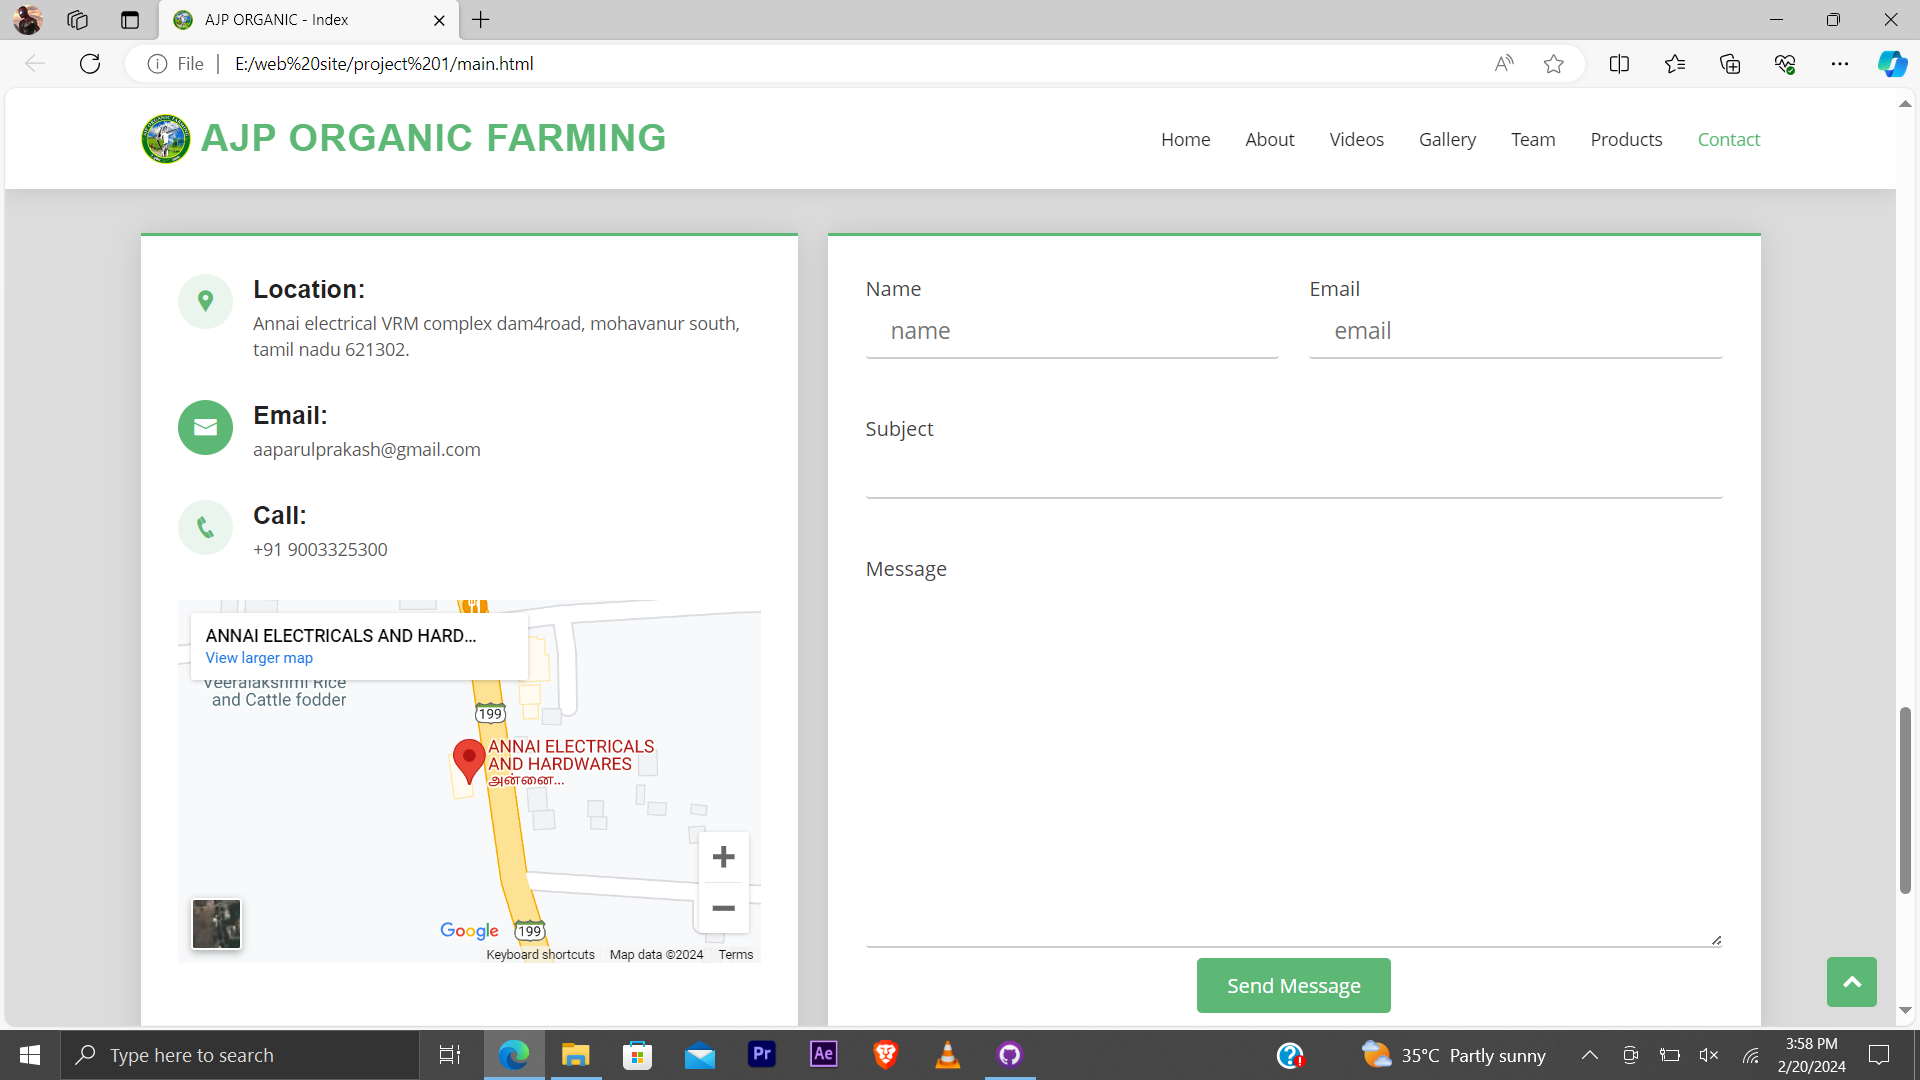 AJP ORGANIC - Index
File
E:/web%20site/project%201/main.html
AJP ORGANIC FARMING
Home
About
Videos
Gallery
Team
Products
Contact
Location:
Annai electrical VRM complex dam4road, mohavanur south,
tamil nadu 621302.
Email:
aaparulprakash@gmail.com
Call:
+91 9003325300
ANNAI ELECTRICALS AND HARD...
View larger map
Veeralakshmi Rice
and Cattle fodder
199
ANNAI ELECTRICALS
AND HARDWARES
அன்னை...
Google
199
Keyboard shortcuts
Map data ©2024
Terms
Name
name
Email
email
Subject
Message
Send Message
Type here to search
Pr
Ae
35°C Partly sunny
3:58 PM
2/20/2024